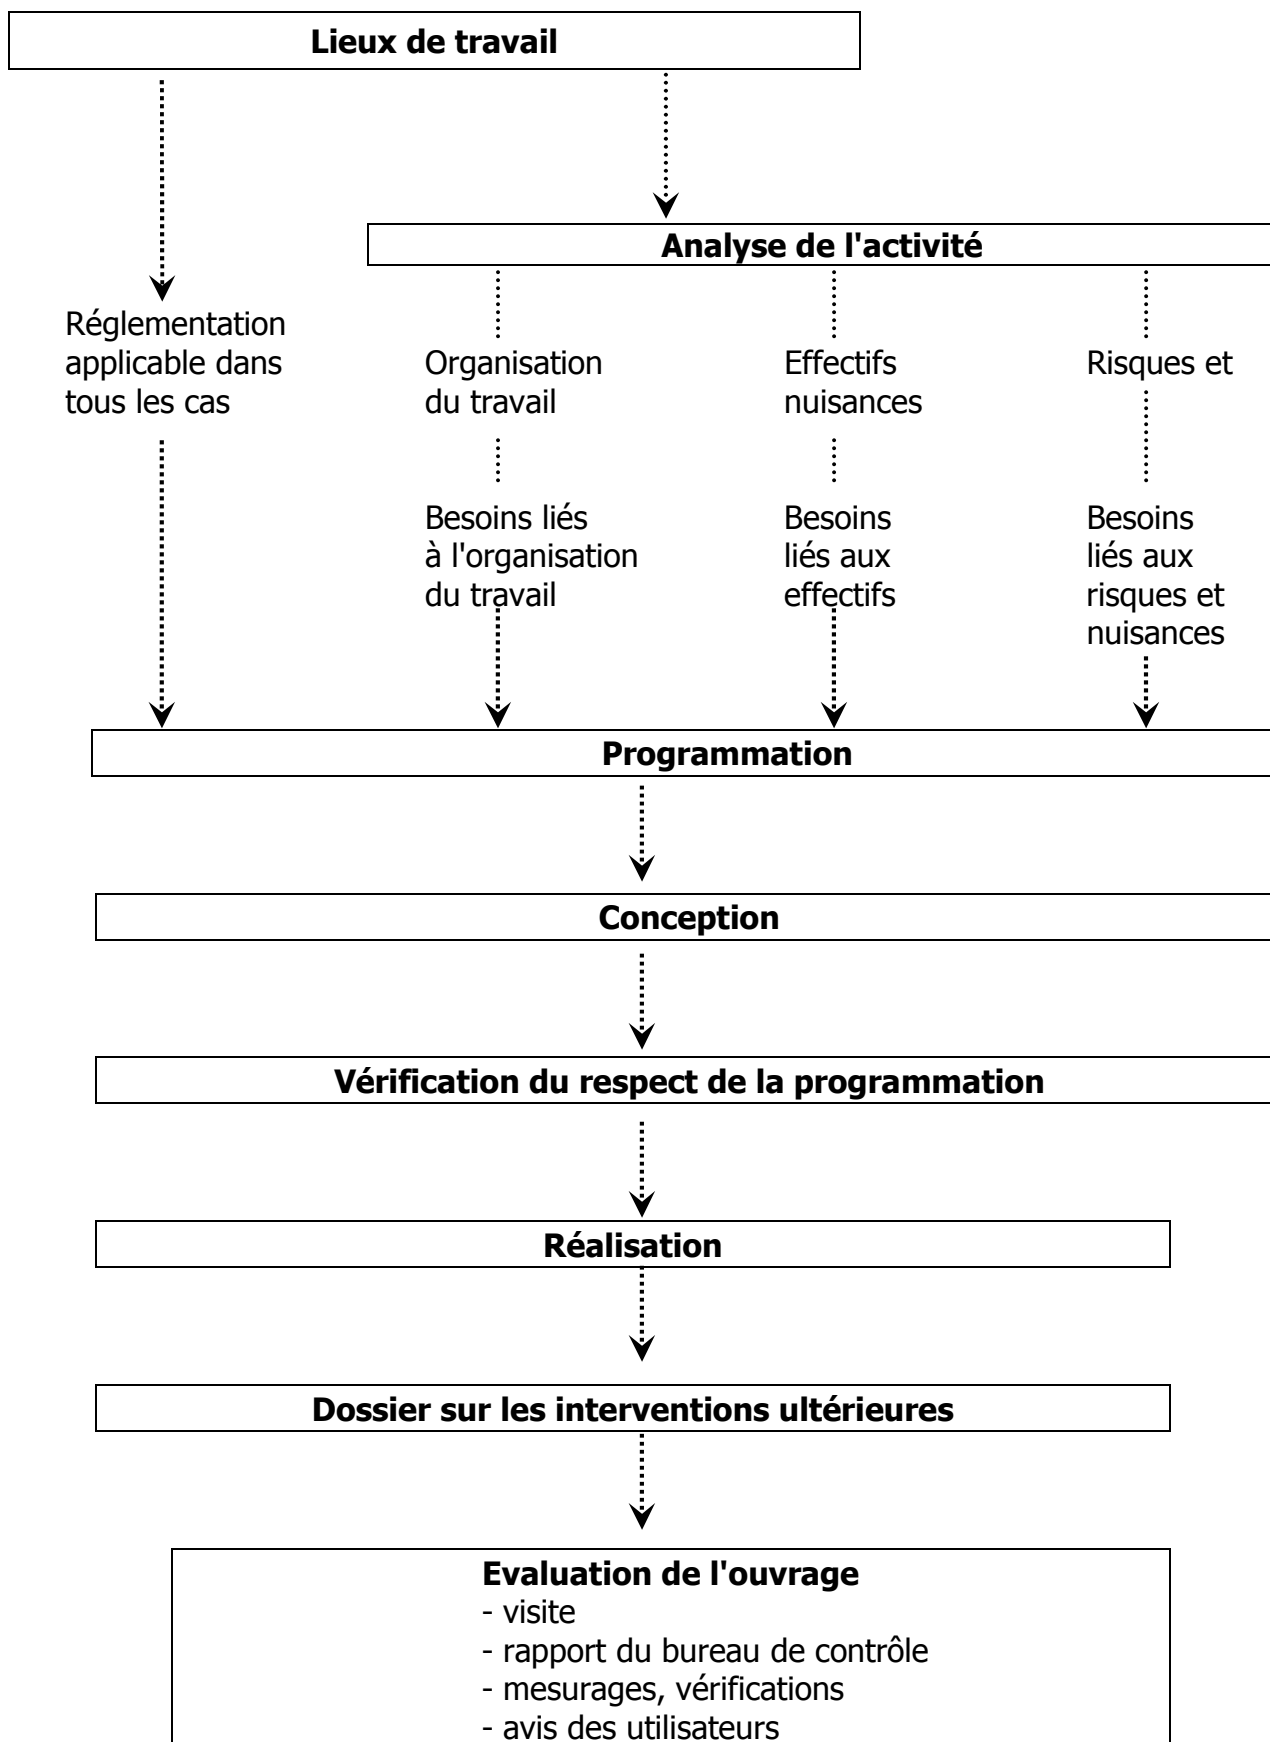 Lieux de travail
Analyse de l'activité
Réglementation
applicable dans
tous les cas
Organisation
du travail
Effectifs
nuisances
Risques et
Besoins liés
à l'organisation
du travail
Besoins
liés aux
effectifs
Besoins
liés aux
risques et
nuisances
Programmation
Conception
Vérification du respect de la programmation
Réalisation
Dossier sur les interventions ultérieures
Evaluation de l'ouvrage
- visite
- rapport du bureau de contrôle
- mesurages, vérifications
- avis des utilisateurs